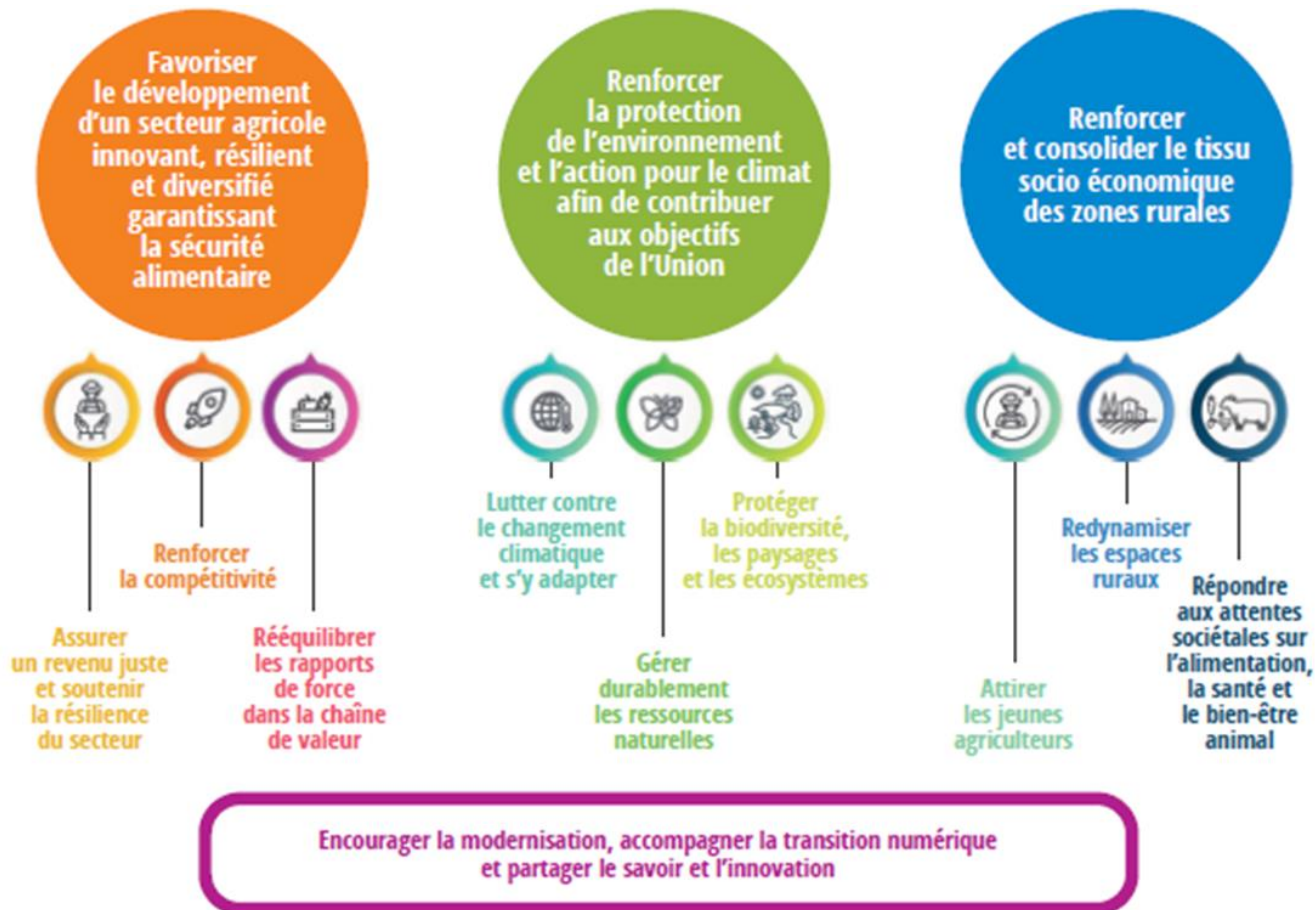 Favoriser
le développement
d'un secteur agricole
innovant, résilient
et diversifié
garantissant
la sécurité
alimentaire
Renforcer
la protection
de l'environnement
et l'action pour le climat
afin de contribuer
aux objectifs
de l'Union
Renforcer
et consolider le tissu
socio économique
des zones rurales
Assurer
un revenu juste
et soutenir
la résilience
du secteur
Renforcer
la compétitivité
Rééquilibrer
les rapports
de force
dans la chaîne
de valeur
Lutter contre
le changement
climatique
et s'y adapter
Gérer
durablement
les ressources
naturelles
Protéger
la biodiversité,
les paysages
et les écosystèmes
Attirer
les jeunes
agriculteurs
Redynamiser
les espaces
ruraux
Répondre
aux attentes
sociétales sur
l'alimentation,
la santé et
le bien-être
animal
Encourager la modernisation, accompagner la transition numérique
et partager le savoir et l'innovation